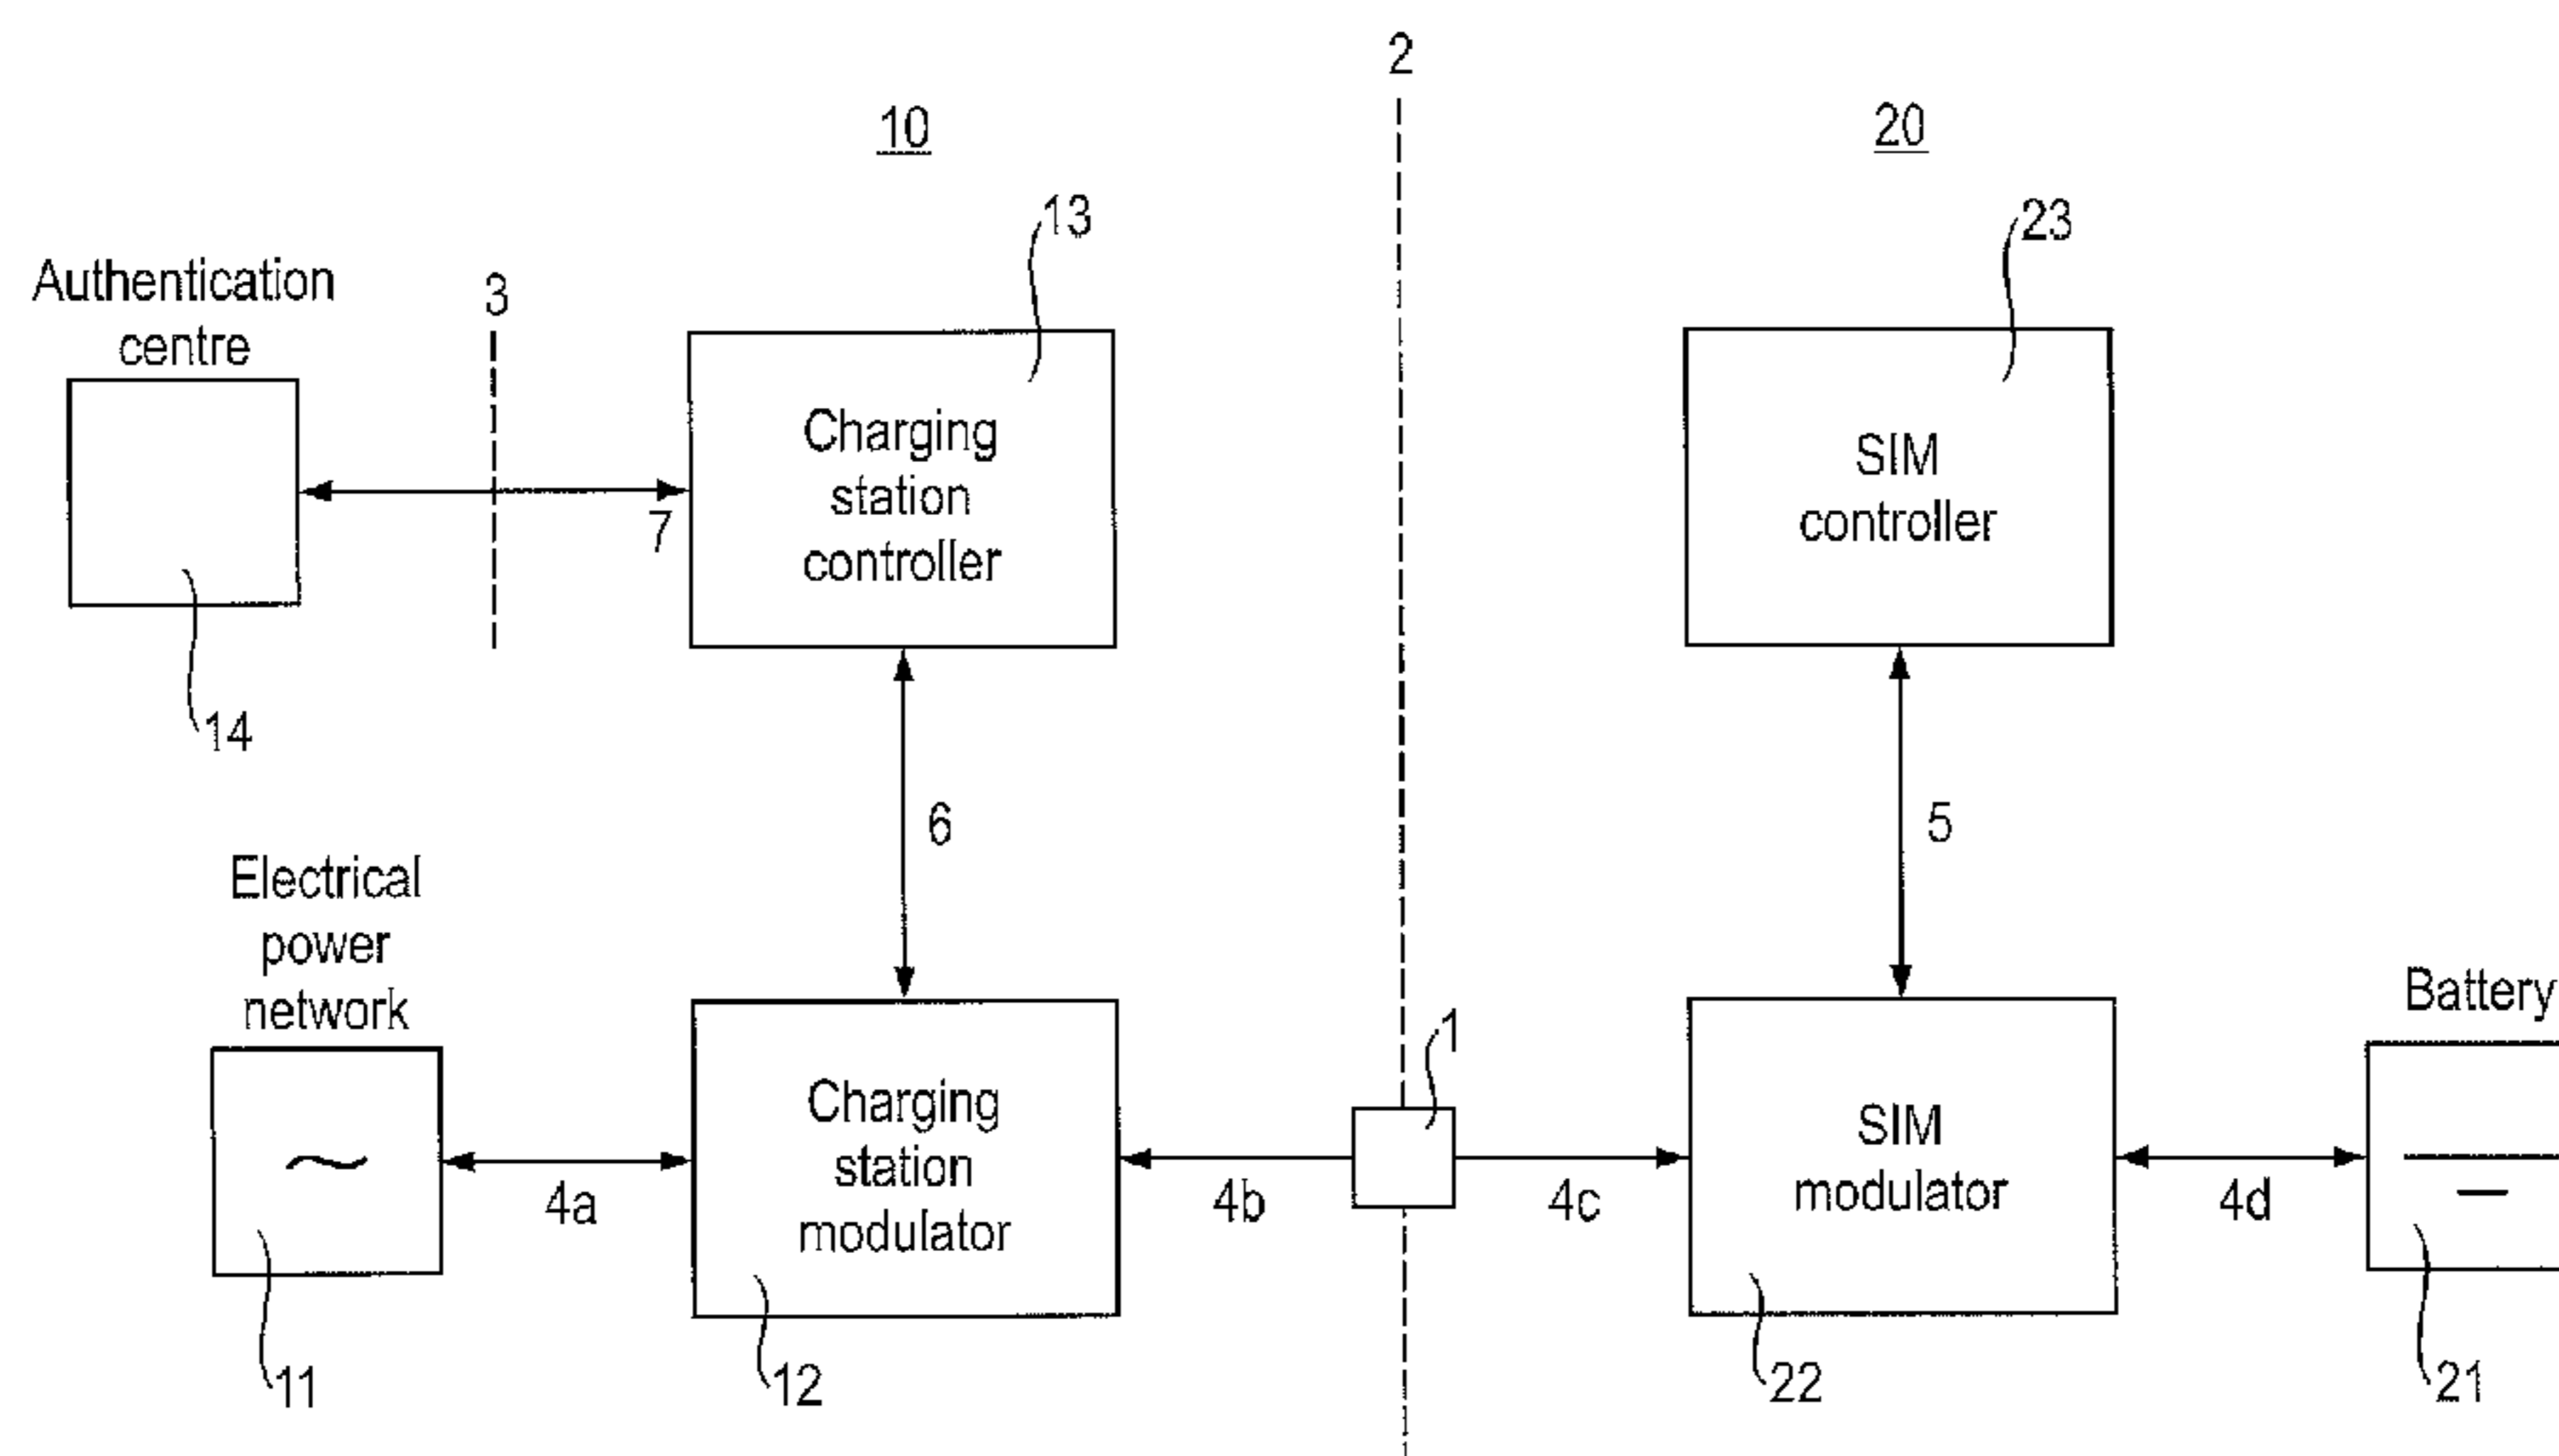 2
10
20
13
23
Authentication
centre
3
Charging
station
controller
SIM
controller
7
14
6
5
Electrical
power
network
Battery
1
Charging
station
modulator
SIM
modulator
4a
4b
4c
4d
11
12
22
21